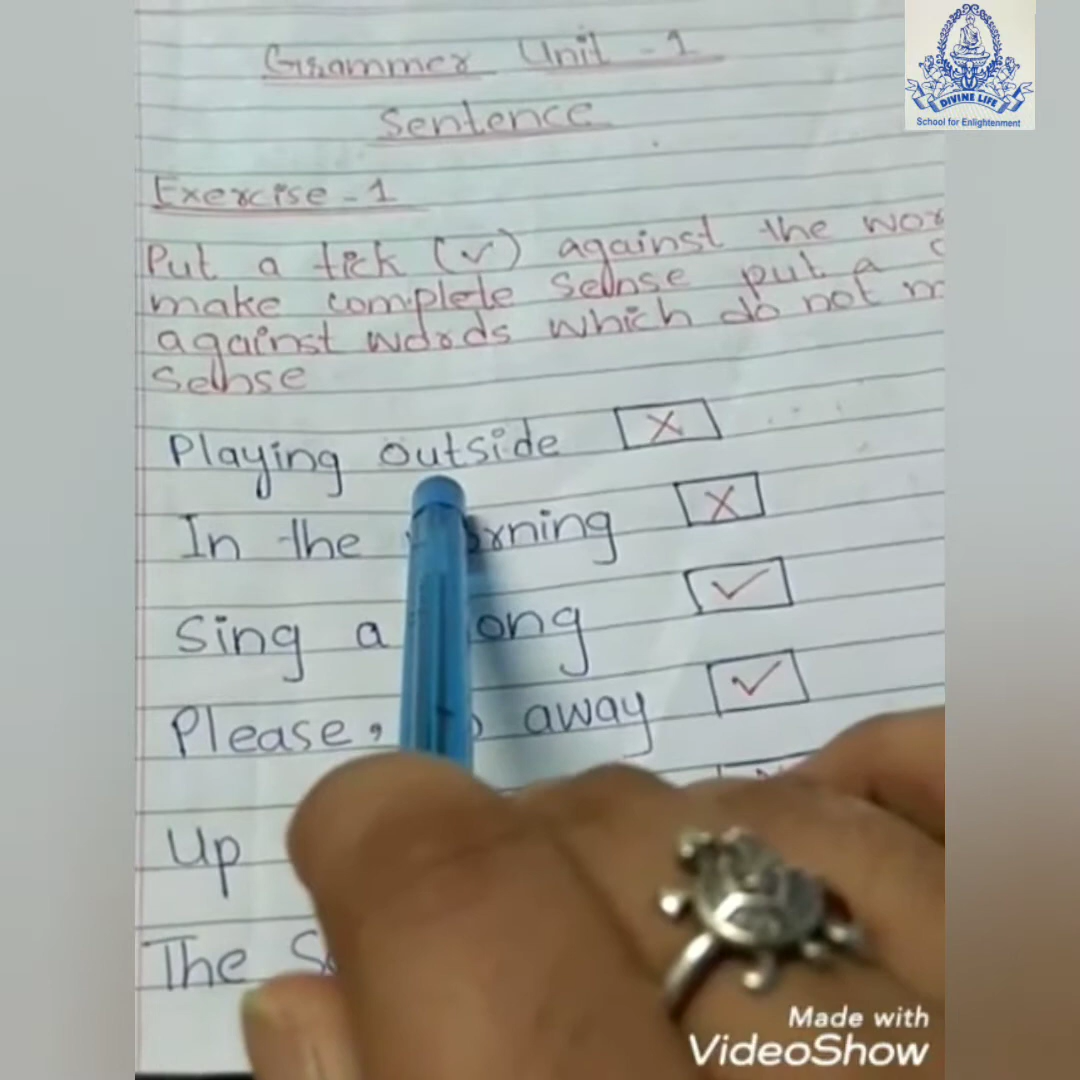 Grammer Unit - 1
Sentence
Exercise - 1
Put a tick (✓) against the
make complete Sense put a
against words which do not
Sense
Playing outside X
In the X
Sing a ✓
Please, away ✓
Up
The
DIVINE LIFE
School for Enlightenment
Made with
VideoShow